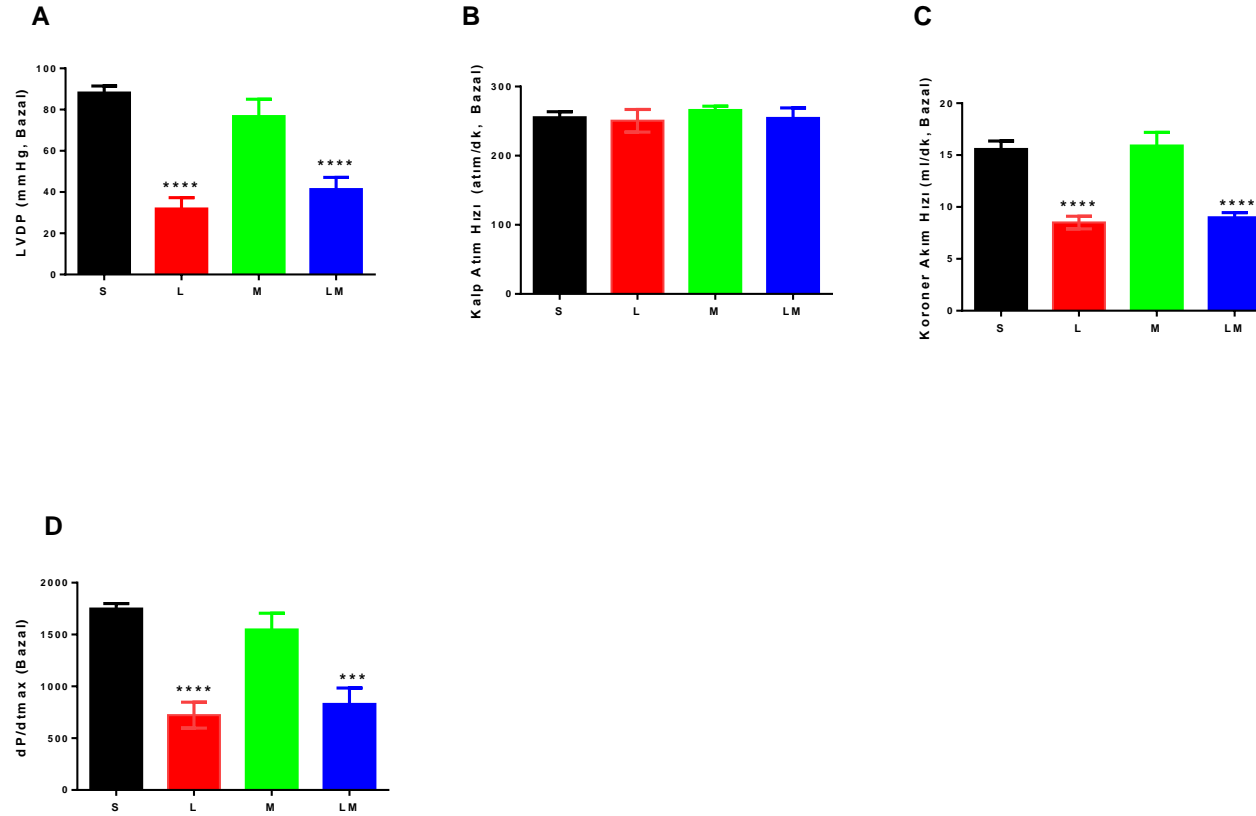 A
LVDP (mmHg, Bazal)
100
80
60
40
20
0
****
****
S L M LM
B
Kalp Atım Hızı (atım/dk, Bazal)
300
200
100
0
S L M LM
C
Koroner Akım Hızı (ml/dk, Bazal)
20
15
10
5
0
****
****
S L M LM
D
dP/dtmax (Bazal)
2000
1500
1000
500
0
****
***
S L M LM